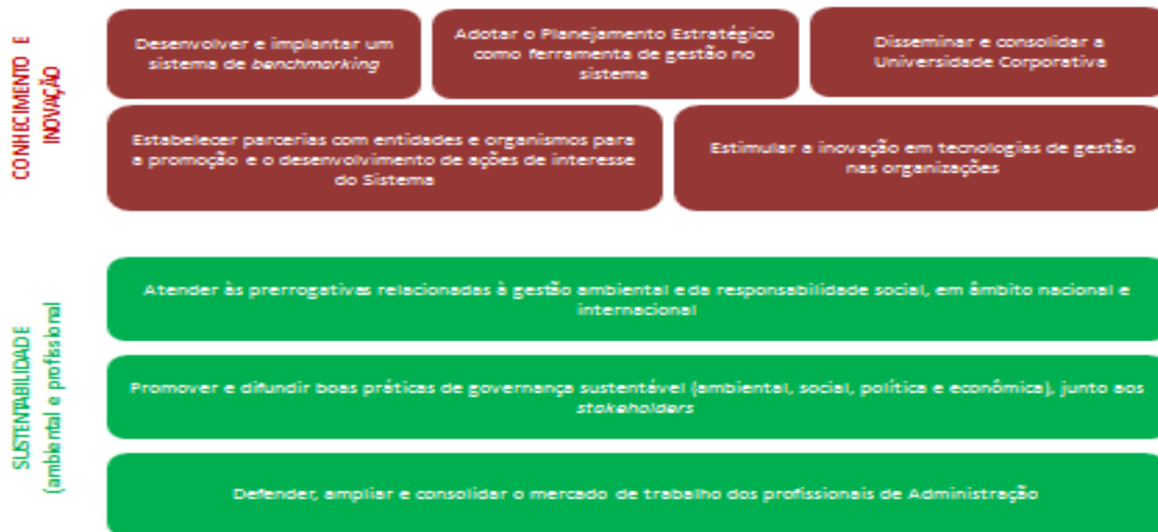 CONHECIMENTO E
INOVAÇÃO
Desenvolver e implantar um
sistema de benchmarking
Adotar o Planejamento Estratégico
como ferramenta de gestão no
sistema
Disseminar e consolidar a
Universidade Corporativa
Estabelecer parcerias com entidades e organismos para
a promoção e o desenvolvimento de ações de interesse
do Sistema
Estimular a inovação em tecnologias de gestão
nas organizações
SUSTENTABILIDADE
(ambiental e profissional
Atender às prerrogativas relacionadas à gestão ambiental e da responsabilidade social, em âmbito nacional e
internacional
Promover e difundir boas práticas de governança sustentável (ambiental, social, política e econômica), junto aos
stakeholders
Defender, ampliar e consolidar o mercado de trabalho dos profissionais de Administração